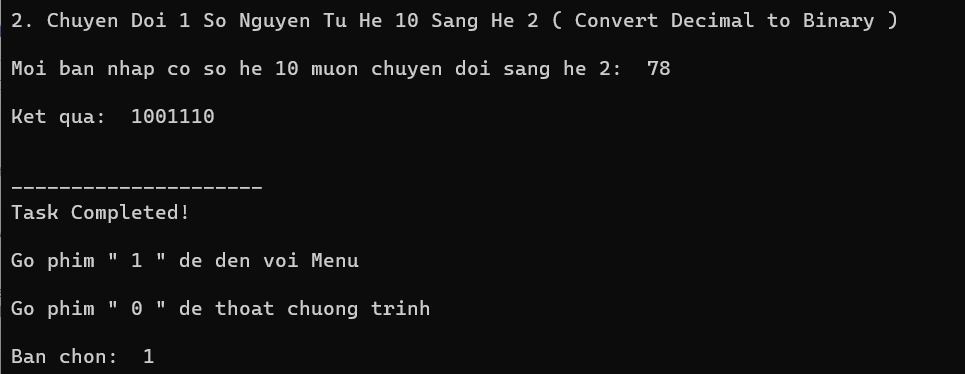 2. Chuyen Doi 1 So Nguyen Tu He 10 Sang He 2 ( Convert Decimal to Binary )
Moi ban nhap co so he 10 muon chuyen doi sang he 2:  78
Ket qua:  1001110
_____________________
Task Completed!
Go phim " 1 " de den voi Menu
Go phim " 0 " de thoat chuong trinh
Ban chon:  1